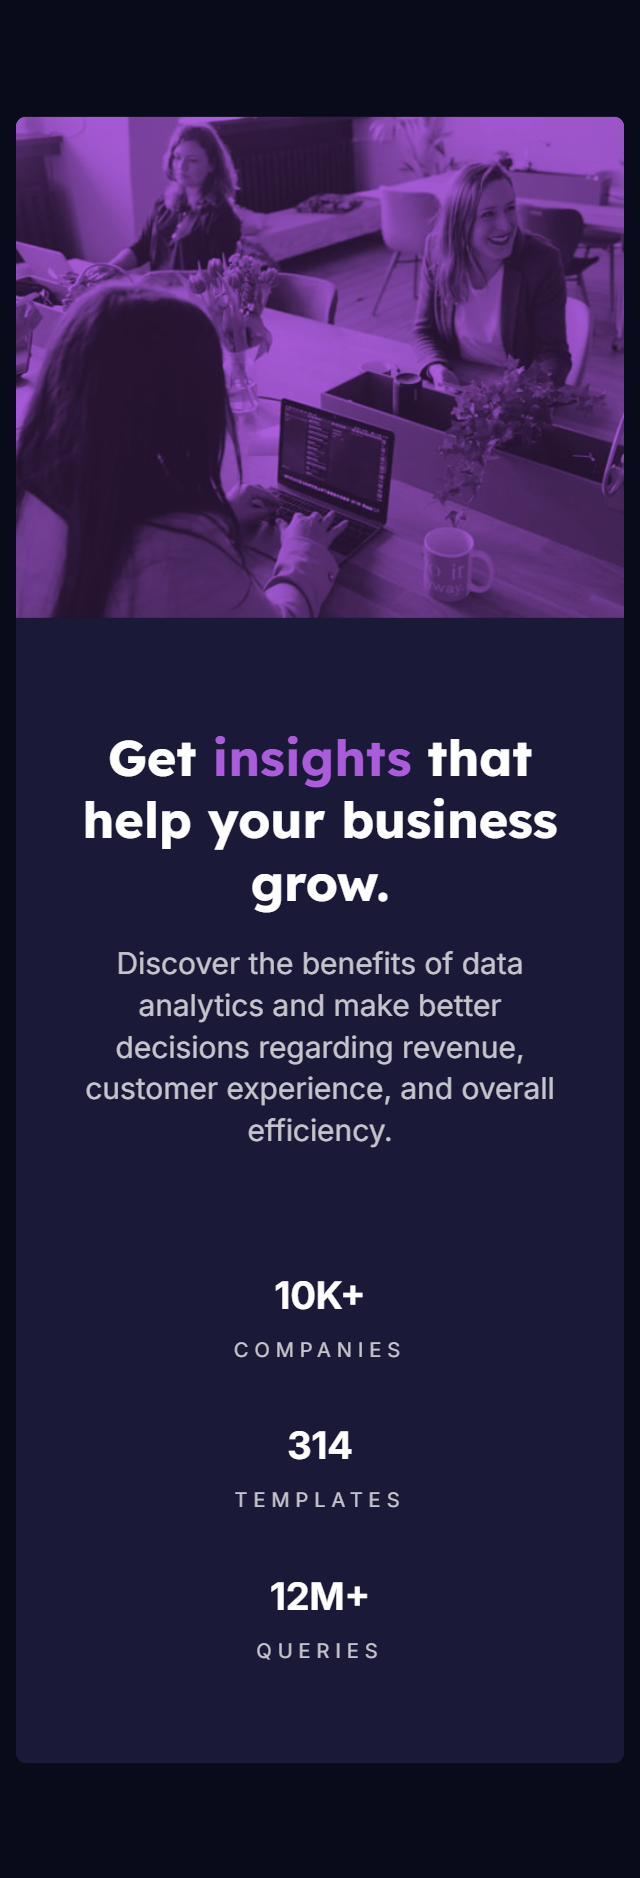 Get insights that
help your business
grow.
Discover the benefits of data
analytics and make better
decisions regarding revenue,
customer experience, and overall
efficiency.
10K+
COMPANIES
314
TEMPLATES
12M+
QUERIES